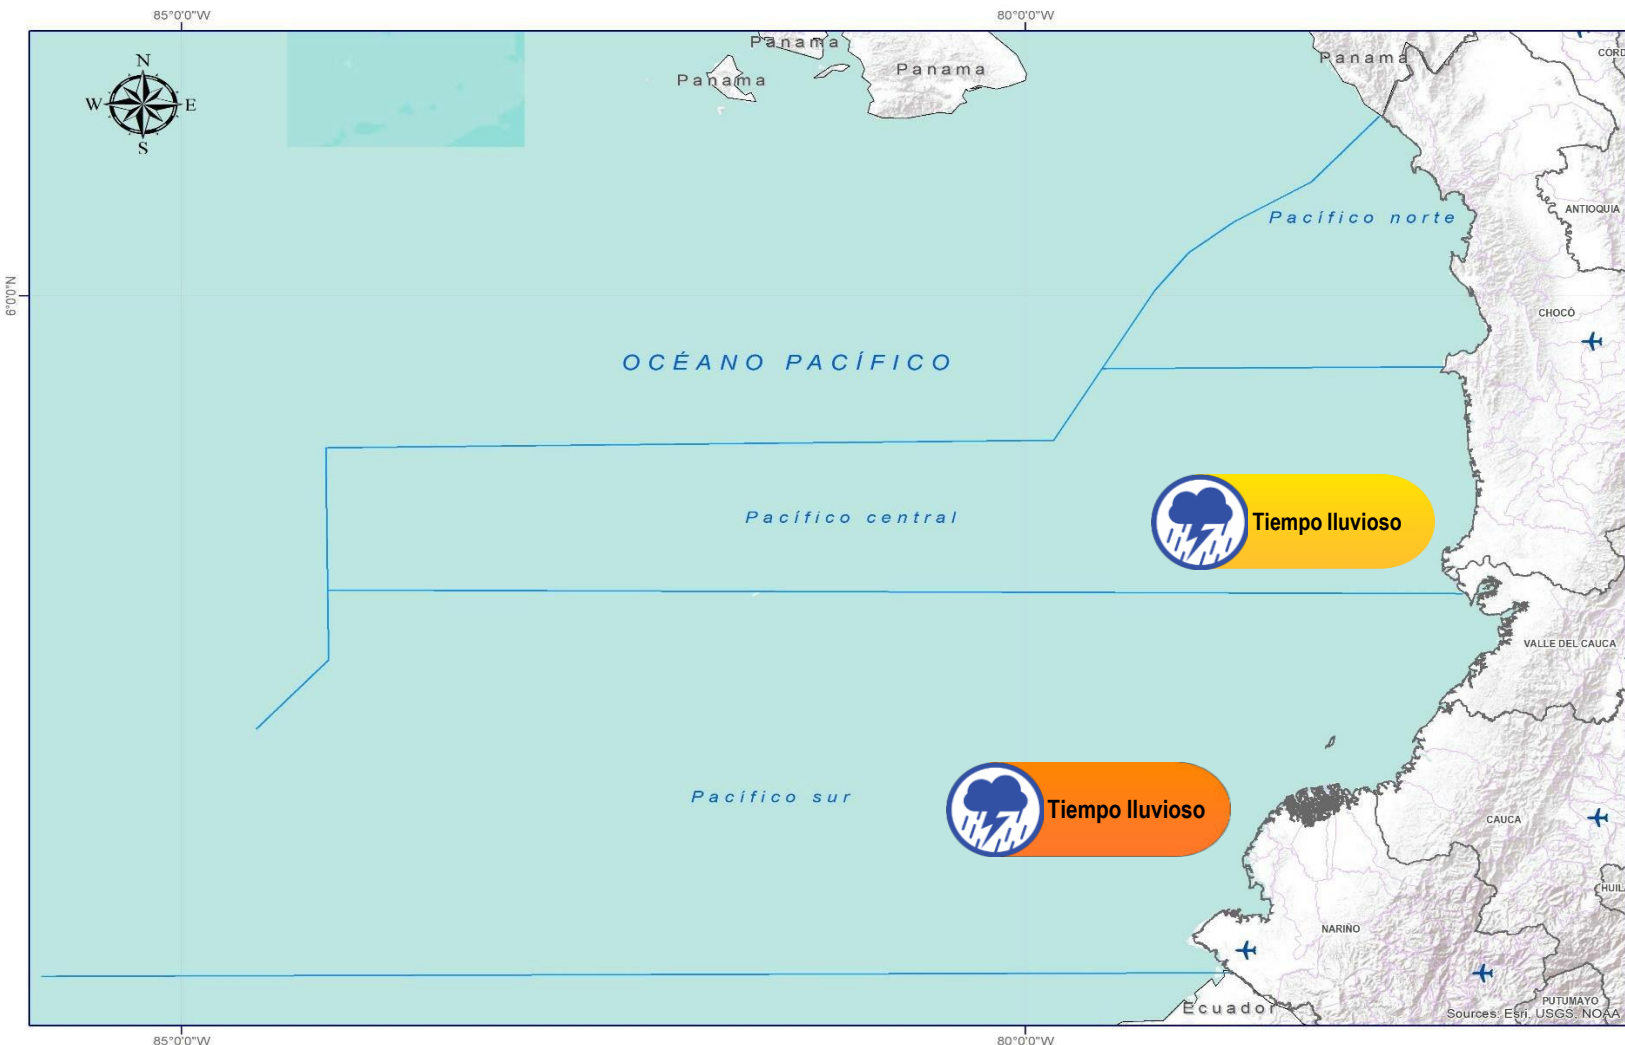 85°0'0"W
80°0'0"W
N
W
E
S
Panama
Panama
Panama
Panamá
CÓRD
Pacífico norte
ANTIOQUIA
6°0'0"N
CHOCÓ
OCÉANO PACÍFICO
Pacífico central
Tiempo lluvioso
VALLE DEL CAUCA
Pacífico sur
Tiempo lluvioso
CAUCA
HUIL
NARIÑO
Ecuador
PUTUMAYO
Sources: Esri, USGS, NOAA
85°0'0"W
80°0'0"W